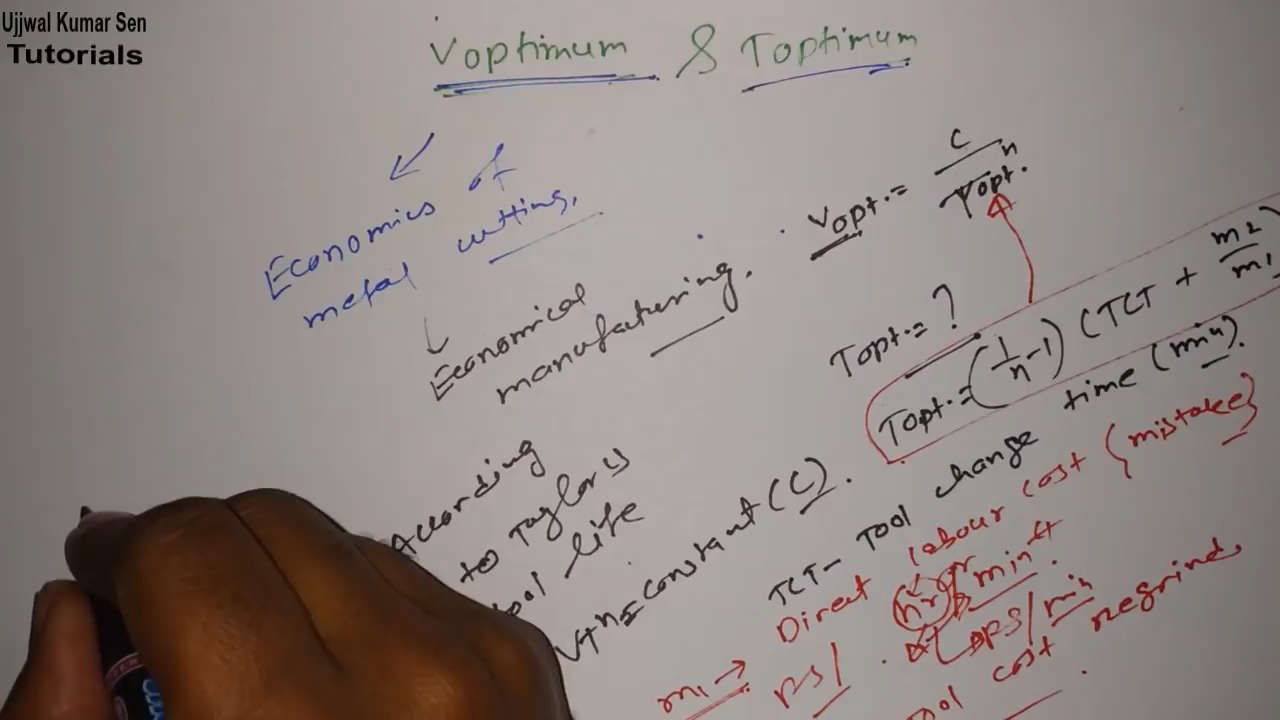 Ujjwal Kumar Sen
Tutorials
Voptimum & Toptimum
Economics of
metal cutting,
Economical
manufacturing.
According
to Taylor's
tool life
VTn = constant (C).
Vopt. = C / Topt.n
Topt. = ?
Topt. = (1/n - 1) (TCT + m2/m1
TCT - Tool change time (min).
m1 → Direct labour cost {mistake}
rs/ hr or min
rs/min
cost regrind.